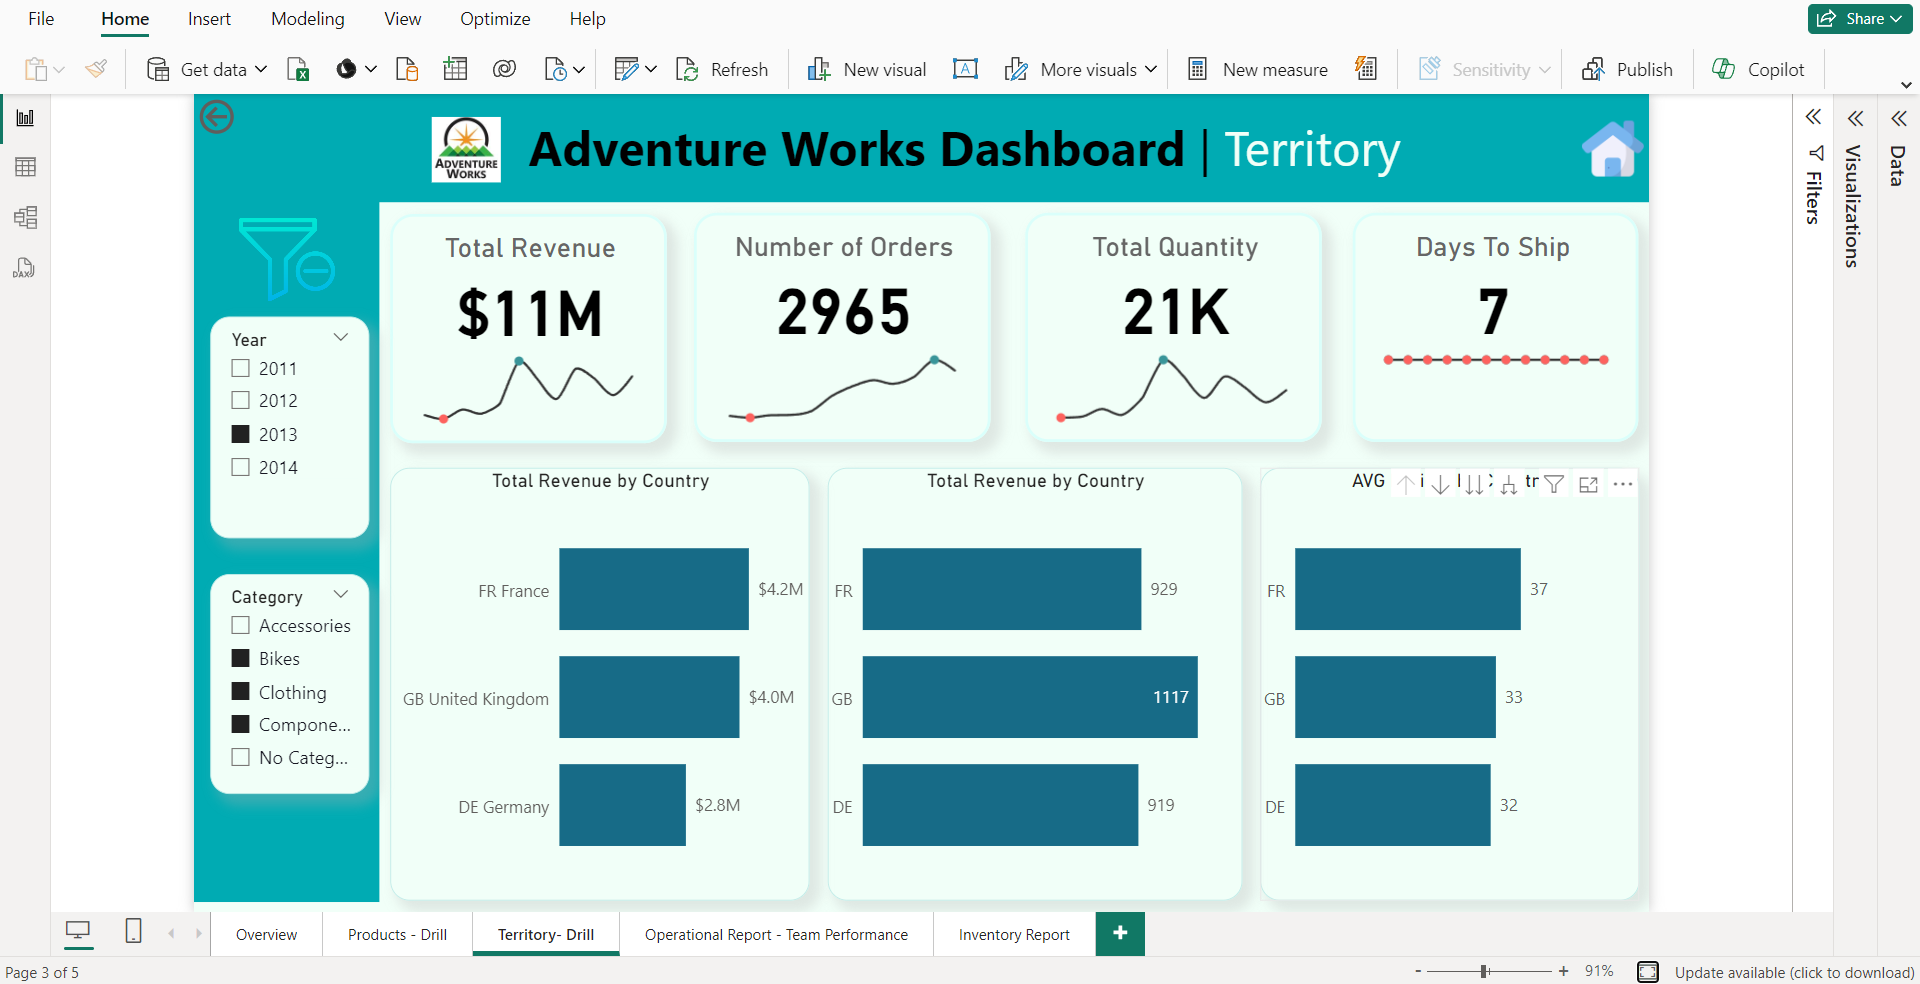 File Home Insert Modeling View Optimize Help Share
Get data Refresh New visual More visuals New measure Sensitivity Publish Copilot
ADVENTURE WORKS
Adventure Works Dashboard | Territory
Total Revenue
$11M
Number of Orders
2965
Total Quantity
21K
Days To Ship
7
Year
2011
2012
2013
2014
Category
Accessories
Bikes
Clothing
Compone...
No Categ...
Total Revenue by Country
FR France $4.2M
GB United Kingdom $4.0M
DE Germany $2.8M
Total Revenue by Country
FR 929
GB 1117
DE 919
AVG
FR 37
GB 33
DE 32
Filters
Visualizations
Data
DAX
Overview Products - Drill Territory- Drill Operational Report - Team Performance Inventory Report +
Page 3 of 5
- + 91% Update available (click to download)